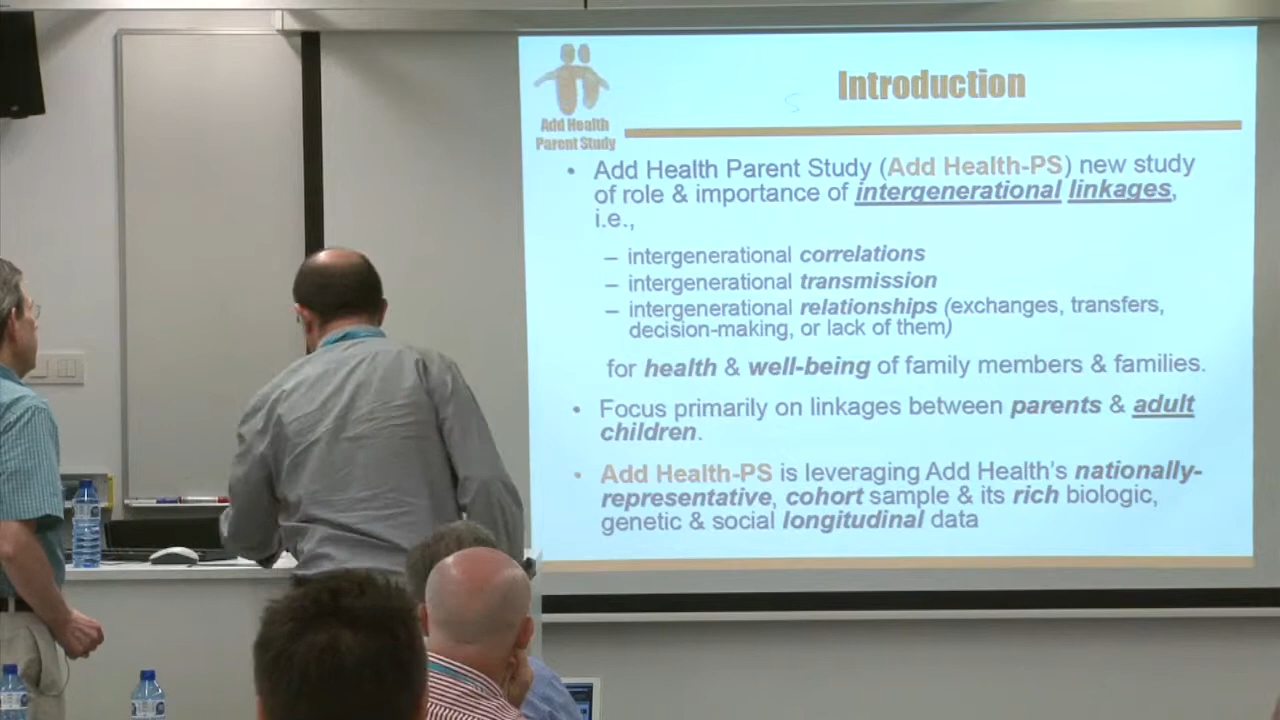 Add Health
Parent Study
Introduction
• Add Health Parent Study (Add Health-PS) new study
of role & importance of intergenerational linkages,
i.e.,
– intergenerational correlations
– intergenerational transmission
– intergenerational relationships (exchanges, transfers,
decision-making, or lack of them)
for health & well-being of family members & families.
• Focus primarily on linkages between parents & adult
children.
• Add Health-PS is leveraging Add Health's nationally-
representative, cohort sample & its rich biologic,
genetic & social longitudinal data